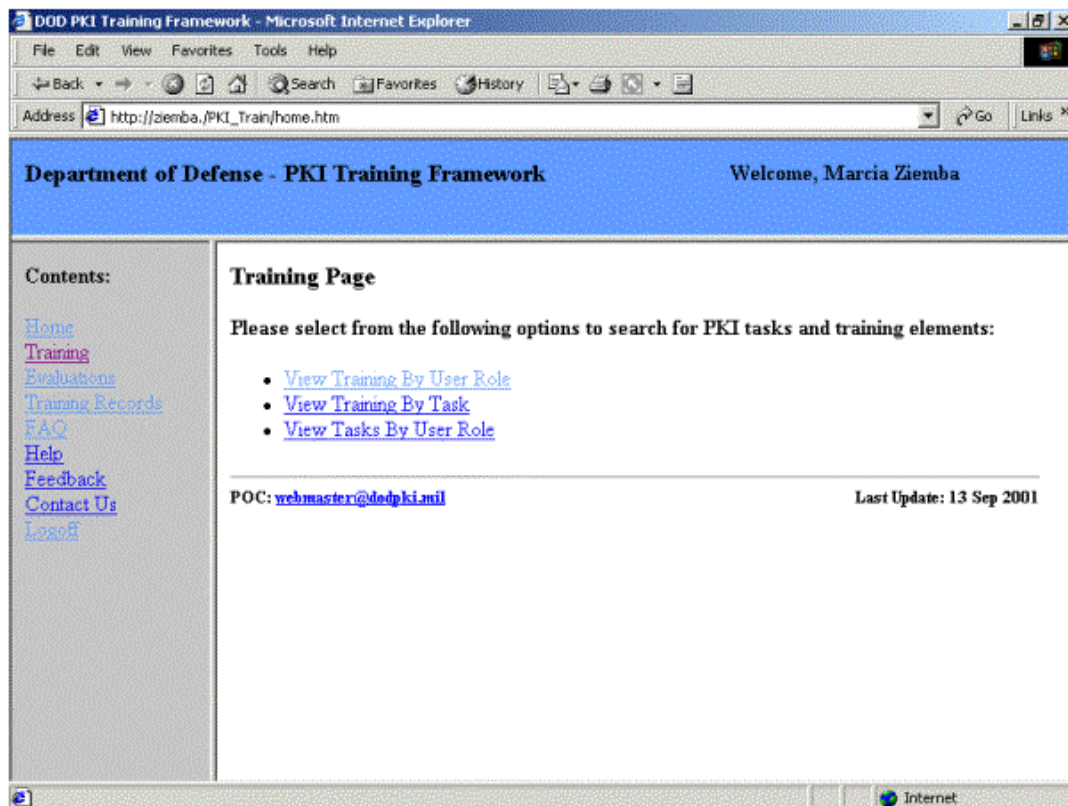 DOD PKI Training Framework - Microsoft Internet Explorer
File Edit View Favorites Tools Help
Back Search Favorites History
Address http://ziemba./PKI_Train/home.htm Go Links
Department of Defense - PKI Training Framework Welcome, Marcia Ziemba
Contents:
Home
Training
Evaluations
Training Records
FAQ
Help
Feedback
Contact Us
Logoff
Training Page
Please select from the following options to search for PKI tasks and training elements:
View Training By User Role
View Training By Task
View Tasks By User Role
POC: webmaster@dodpki.mil Last Update: 13 Sep 2001
Internet